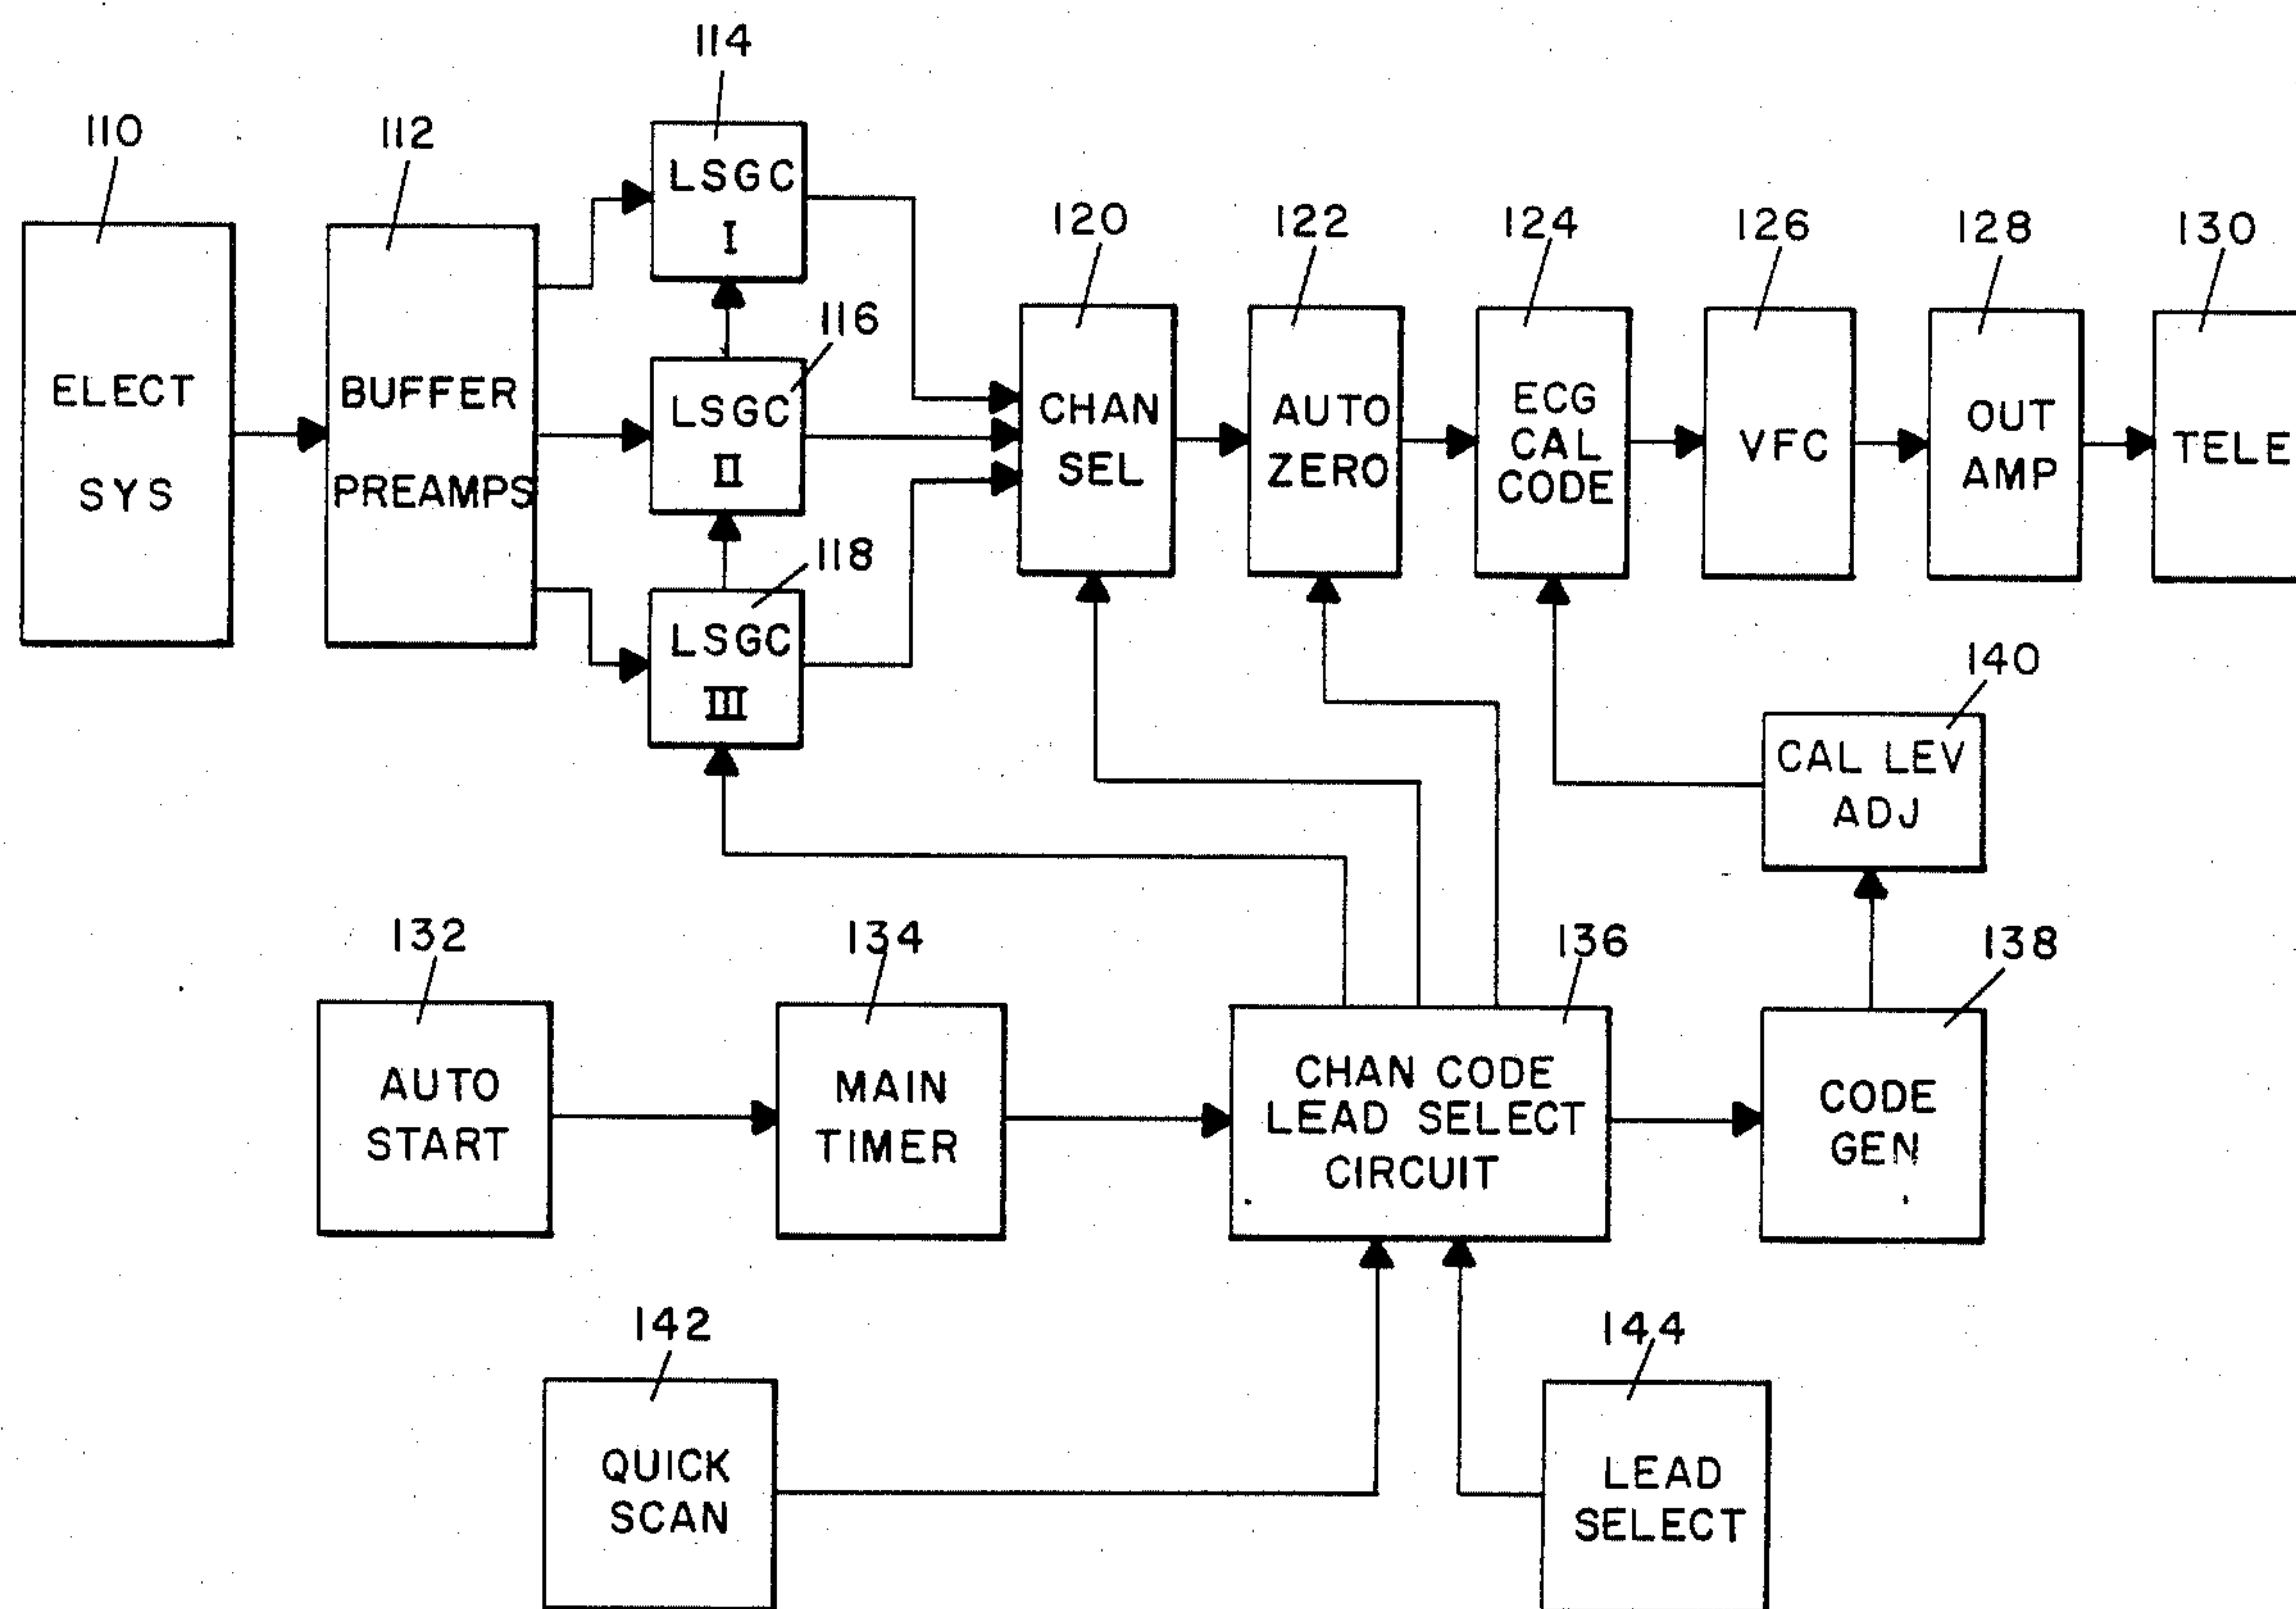 114
110
112
LSGC
I
120
122
124
126
128
130
116
ELECT
SYS
BUFFER
PREAMPS
LSGC
II
CHAN
SEL
AUTO
ZERO
ECG
CAL
CODE
VFC
OUT
AMP
TELE
118
LSGC
III
140
CAL LEV
ADJ
132
134
136
138
AUTO
START
MAIN
TIMER
CHAN CODE
LEAD SELECT
CIRCUIT
CODE
GEN
142
144
QUICK
SCAN
LEAD
SELECT